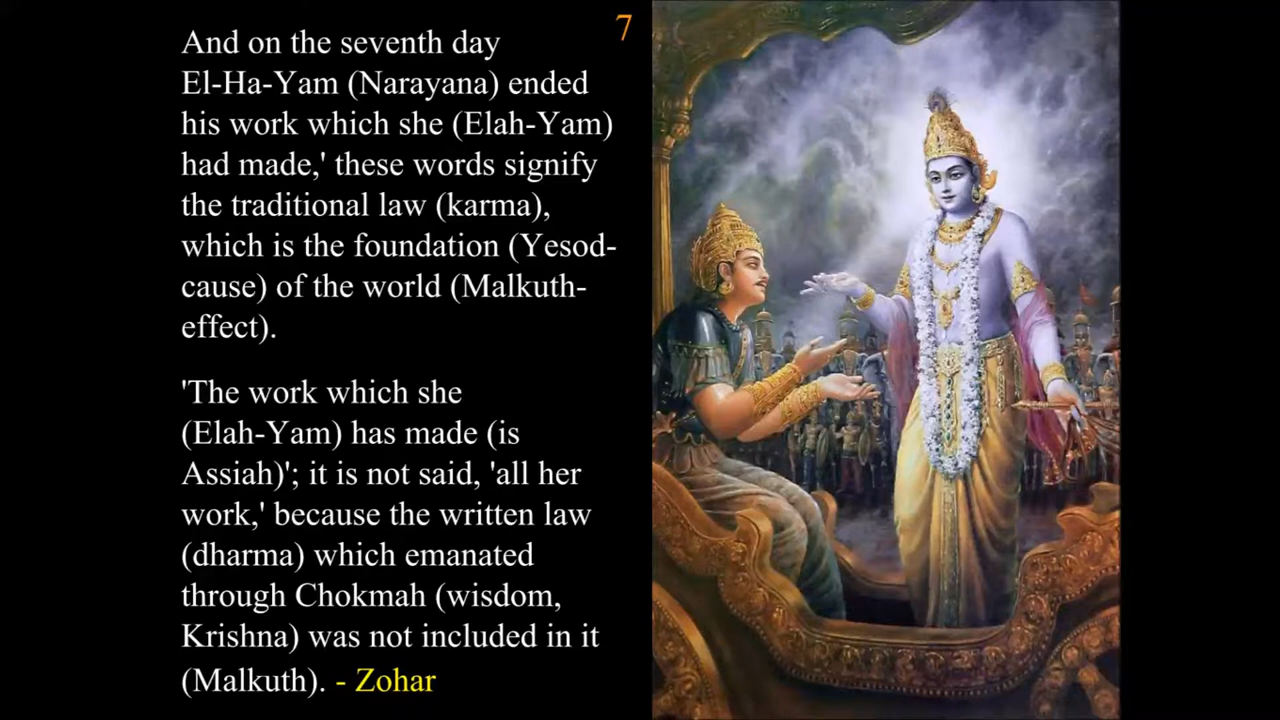 7
And on the seventh day
El-Ha-Yam (Narayana) ended
his work which she (Elah-Yam)
had made,' these words signify
the traditional law (karma),
which is the foundation (Yesod-
cause) of the world (Malkuth-
effect).
'The work which she
(Elah-Yam) has made (is
Assiah)'; it is not said, 'all her
work,' because the written law
(dharma) which emanated
through Chokmah (wisdom,
Krishna) was not included in it
(Malkuth). - Zohar